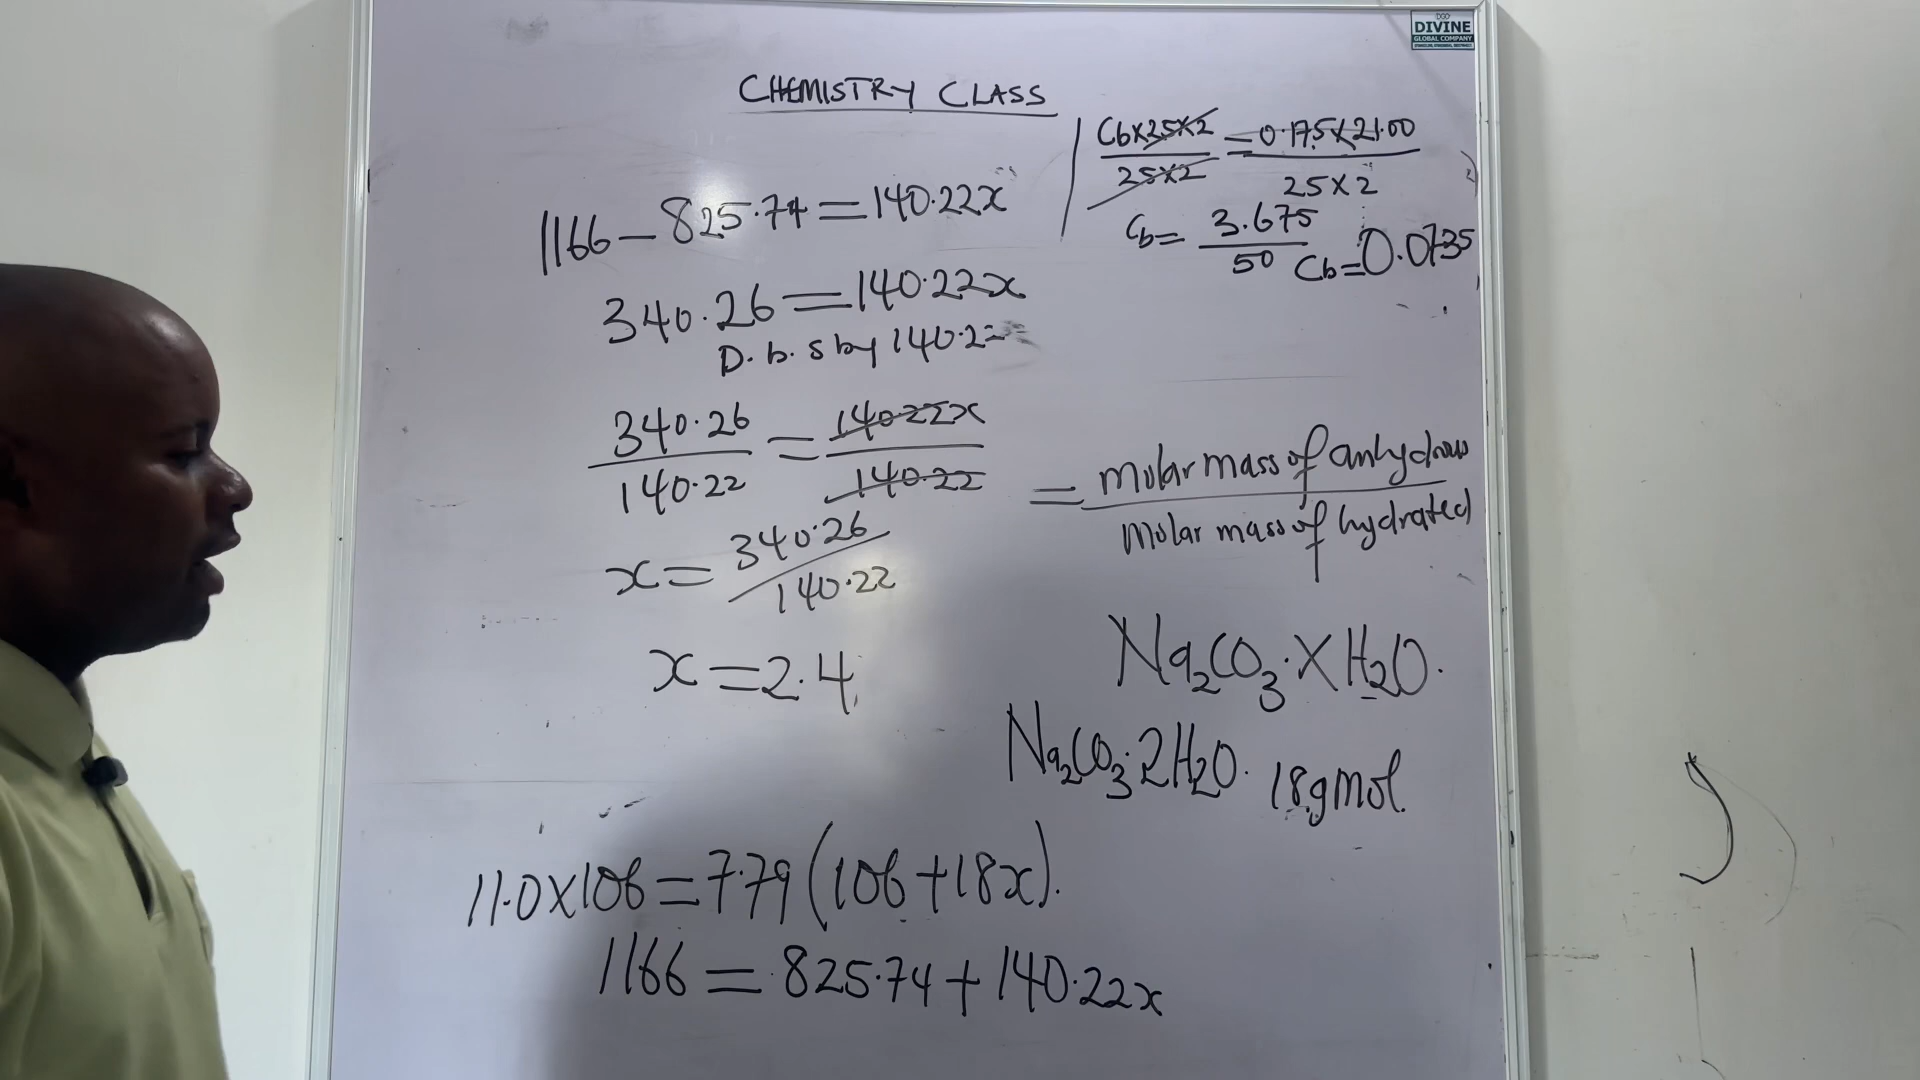 DGC
DIVINE
GLOBAL COMPANY
CHEMISTRY CLASS
1166 - 825.74 = 140.22x
340.26 = 140.22x
D. b. s by 140.22
340.26 = 140.22x
140.22 140.22
x = 340.26
140.22
x = 2.4
Cb x 25 x 2 = 0.175 x 21.00
25 x 2 25 x 2
Cb = 3.675
50
Cb = 0.0735
= molar mass of anhydrous
Molar mass of hydrated
Na₂CO₃.XH₂O.
Na₂CO₃.2H₂O. 18gmol.
11.0 x 106 = 7.79 (106 + 18x).
1166 = 825.74 + 140.22x